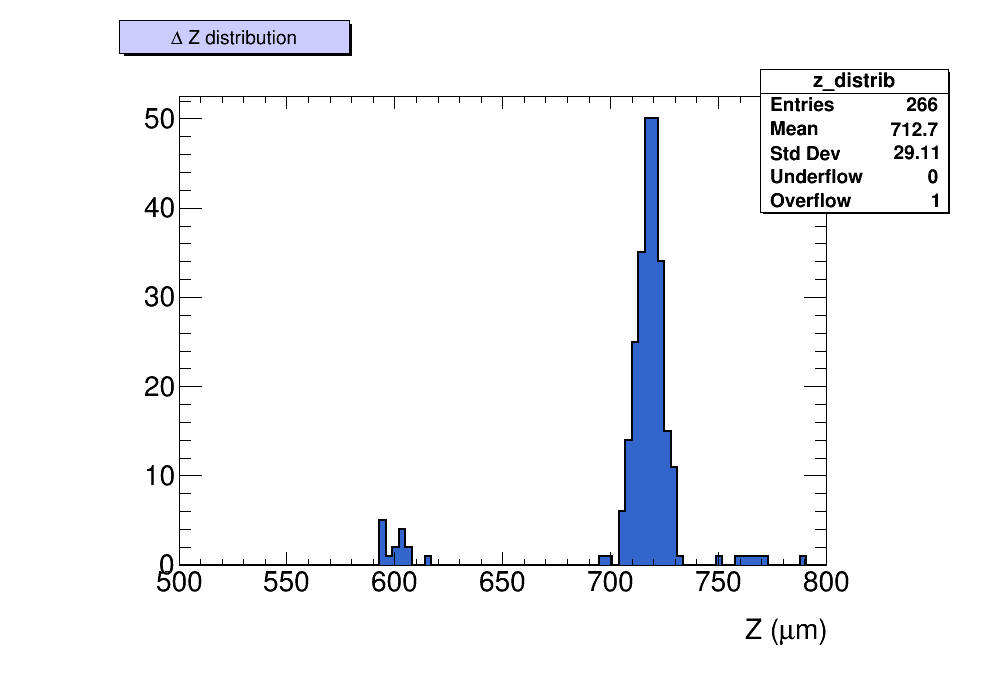 Δ Z distribution
z_distrib
Entries 266
Mean 712.7
Std Dev 29.11
Underflow 0
Overflow 1
50
40
30
20
10
0
500 550 600 650 700 750 800
Z (μm)